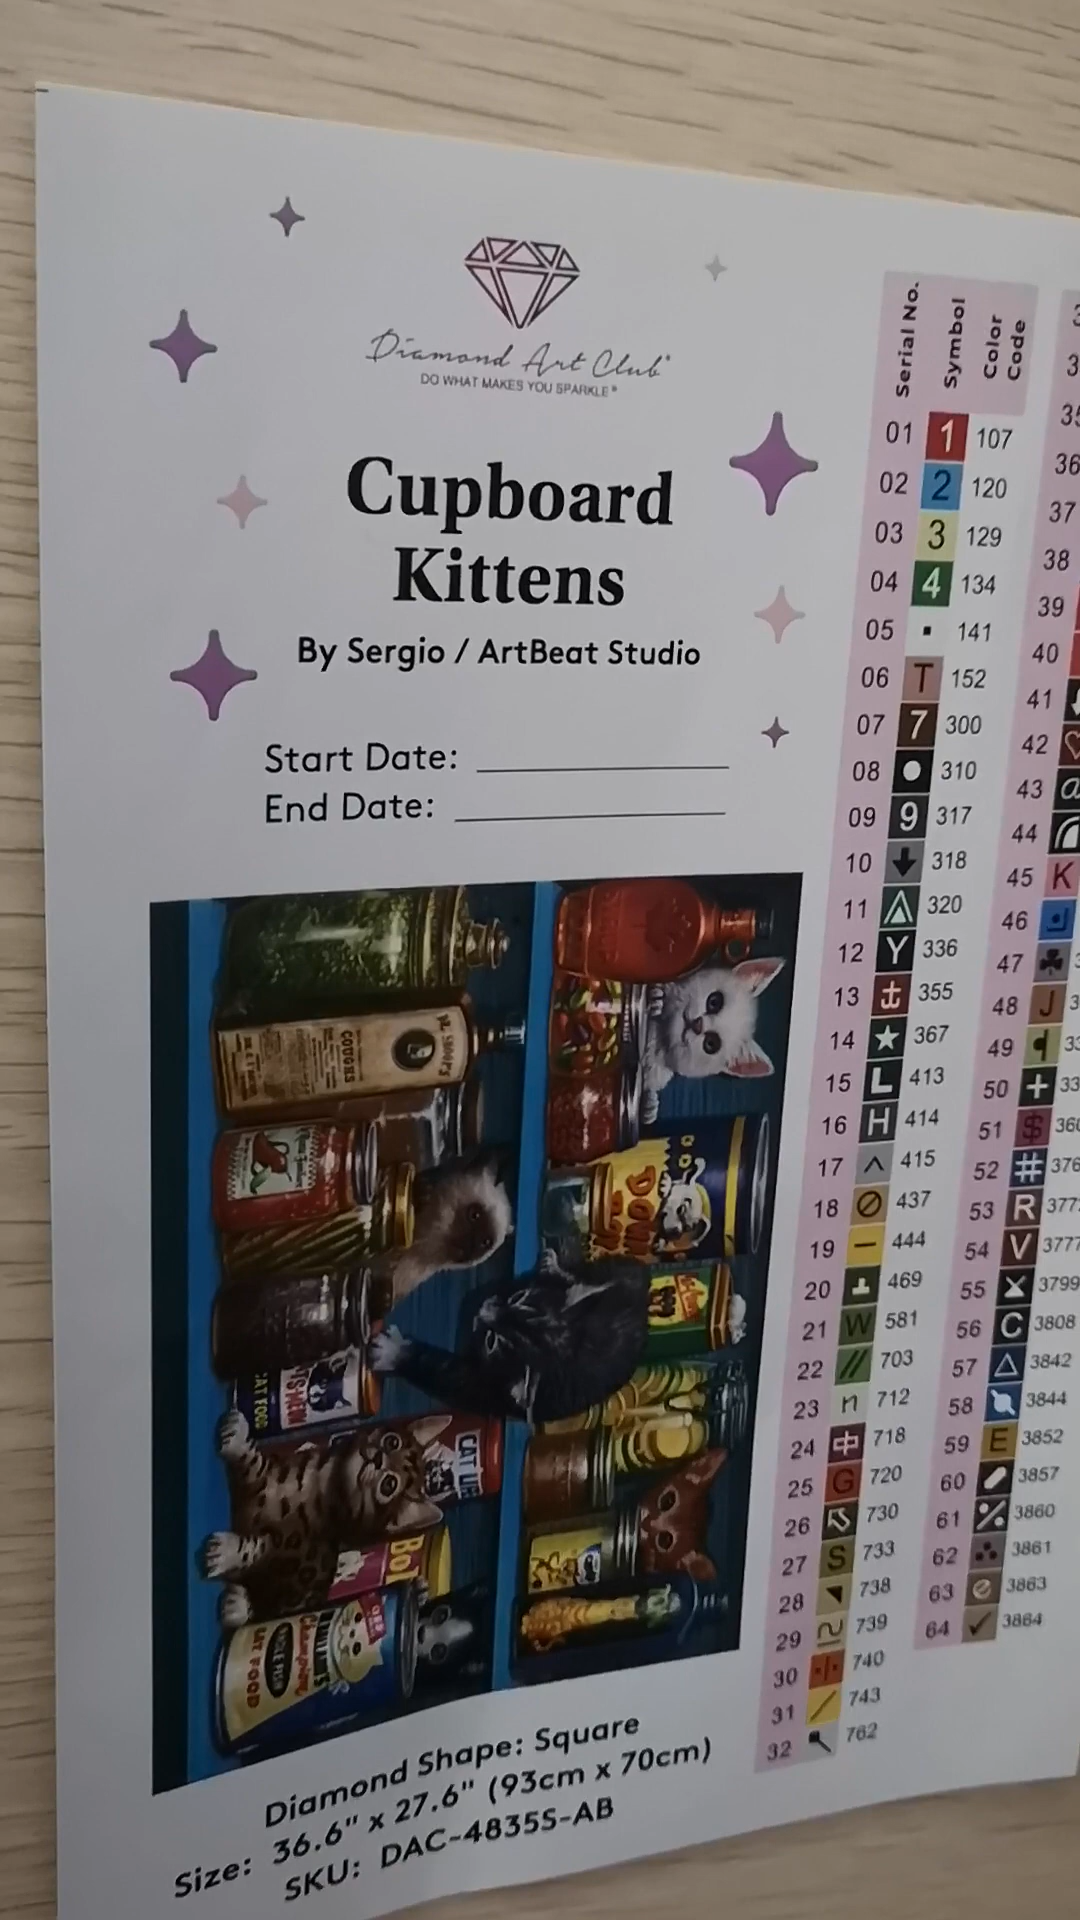 Diamond Art Club
DO WHAT MAKES YOU SPARKLE
Cupboard
Kittens
By Sergio / ArtBeat Studio
Start Date:
End Date:
COUGHS
CAT FOOD
Diamond Shape: Square
Size: 36.6" x 27.6" (93cm x 70cm)
SKU: DAC-4835S-AB
Serial No. Symbol Color Code
01 1 107
02 2 120
03 3 129
04 4 134
05 141
06 T 152
07 7 300
08 310
09 9 317
10 318
11 320
12 Y 336
13 355
14 367
15 L 413
16 H 414
17 415
18 437
19 444
20 469
21 W 581
22 703
23 n 712
24 中 718
25 G 720
26 730
27 S 733
28 738
29 739
30 740
31 743
32 762
36
37
38
39
40
41
42
43
44
45 K
46
47
48 J
49
50 +
51 $
52 #
53 R
54 V
55 3799
56 C 3808
57 3842
58 3844
59 E 3852
60 3857
61 % 3860
62 3861
63 e 3863
64 3864